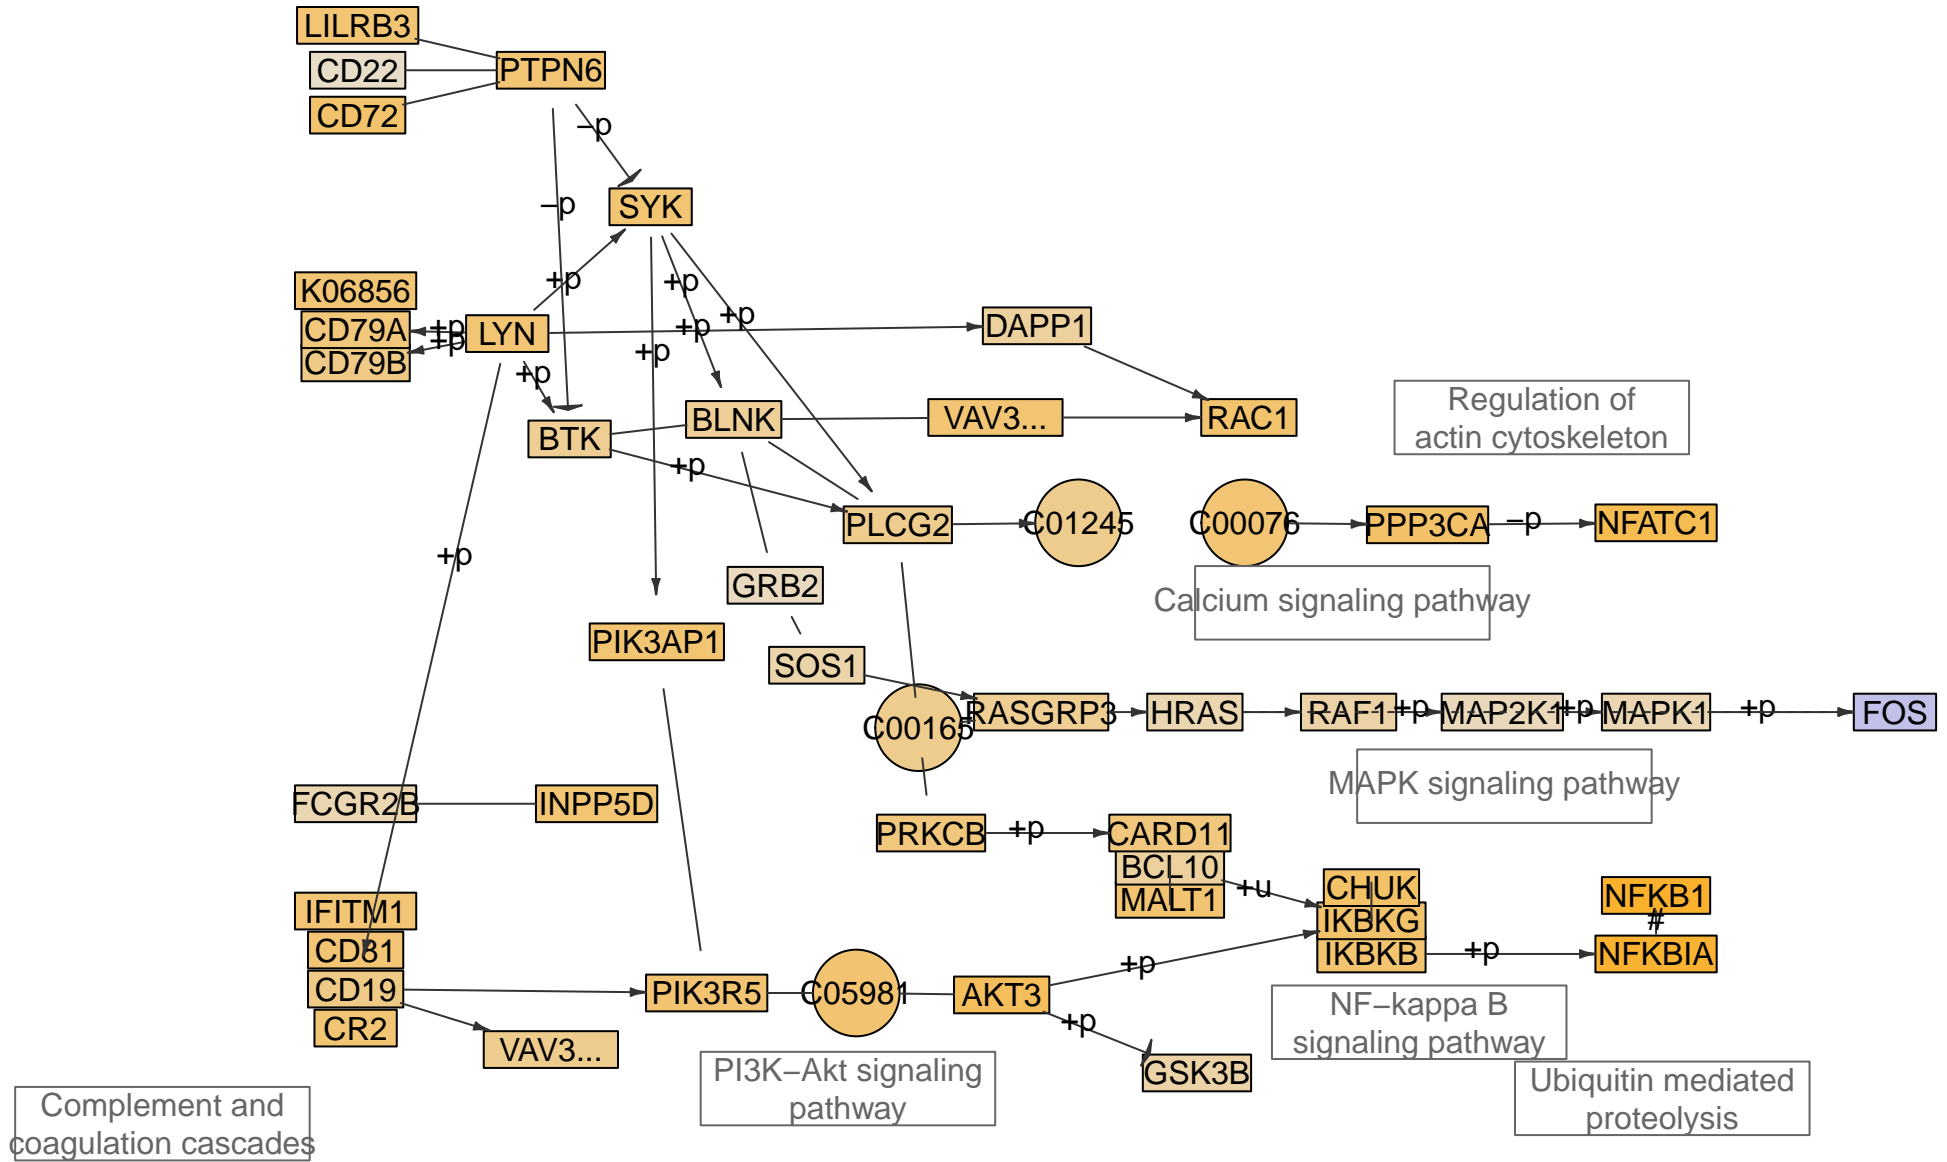 LILRB3
CD22
PTPN6
CD72
–p
SYK
–p
+p
+p
K06856
CD79A
+p
LYN
+p
+p
DAPP1
CD79B
+p
+p
+p
BTK
BLNK
VAV3...
RAC1
Regulation of
actin cytoskeleton
+p
PLCG2
C01245
C00076
PPP3CA
–p
NFATC1
+p
GRB2
Calcium signaling pathway
PIK3AP1
SOS1
C00165
RASGRP3
HRAS
RAF1
+p
MAP2K1
+p
MAPK1
+p
FOS
MAPK signaling pathway
FCGR2B
INPP5D
PRKCB
+p
CARD11
BCL10
MALT1
+u
CHUK
IKBKG
IKBKB
NFKB1
#
+p
NFKBIA
IFITM1
CD81
CD19
CR2
VAV3...
PIK3R5
C05981
AKT3
+p
+p
GSK3B
NF–kappa B
signaling pathway
PI3K–Akt signaling
pathway
Ubiquitin mediated
proteolysis
Complement and
coagulation cascades